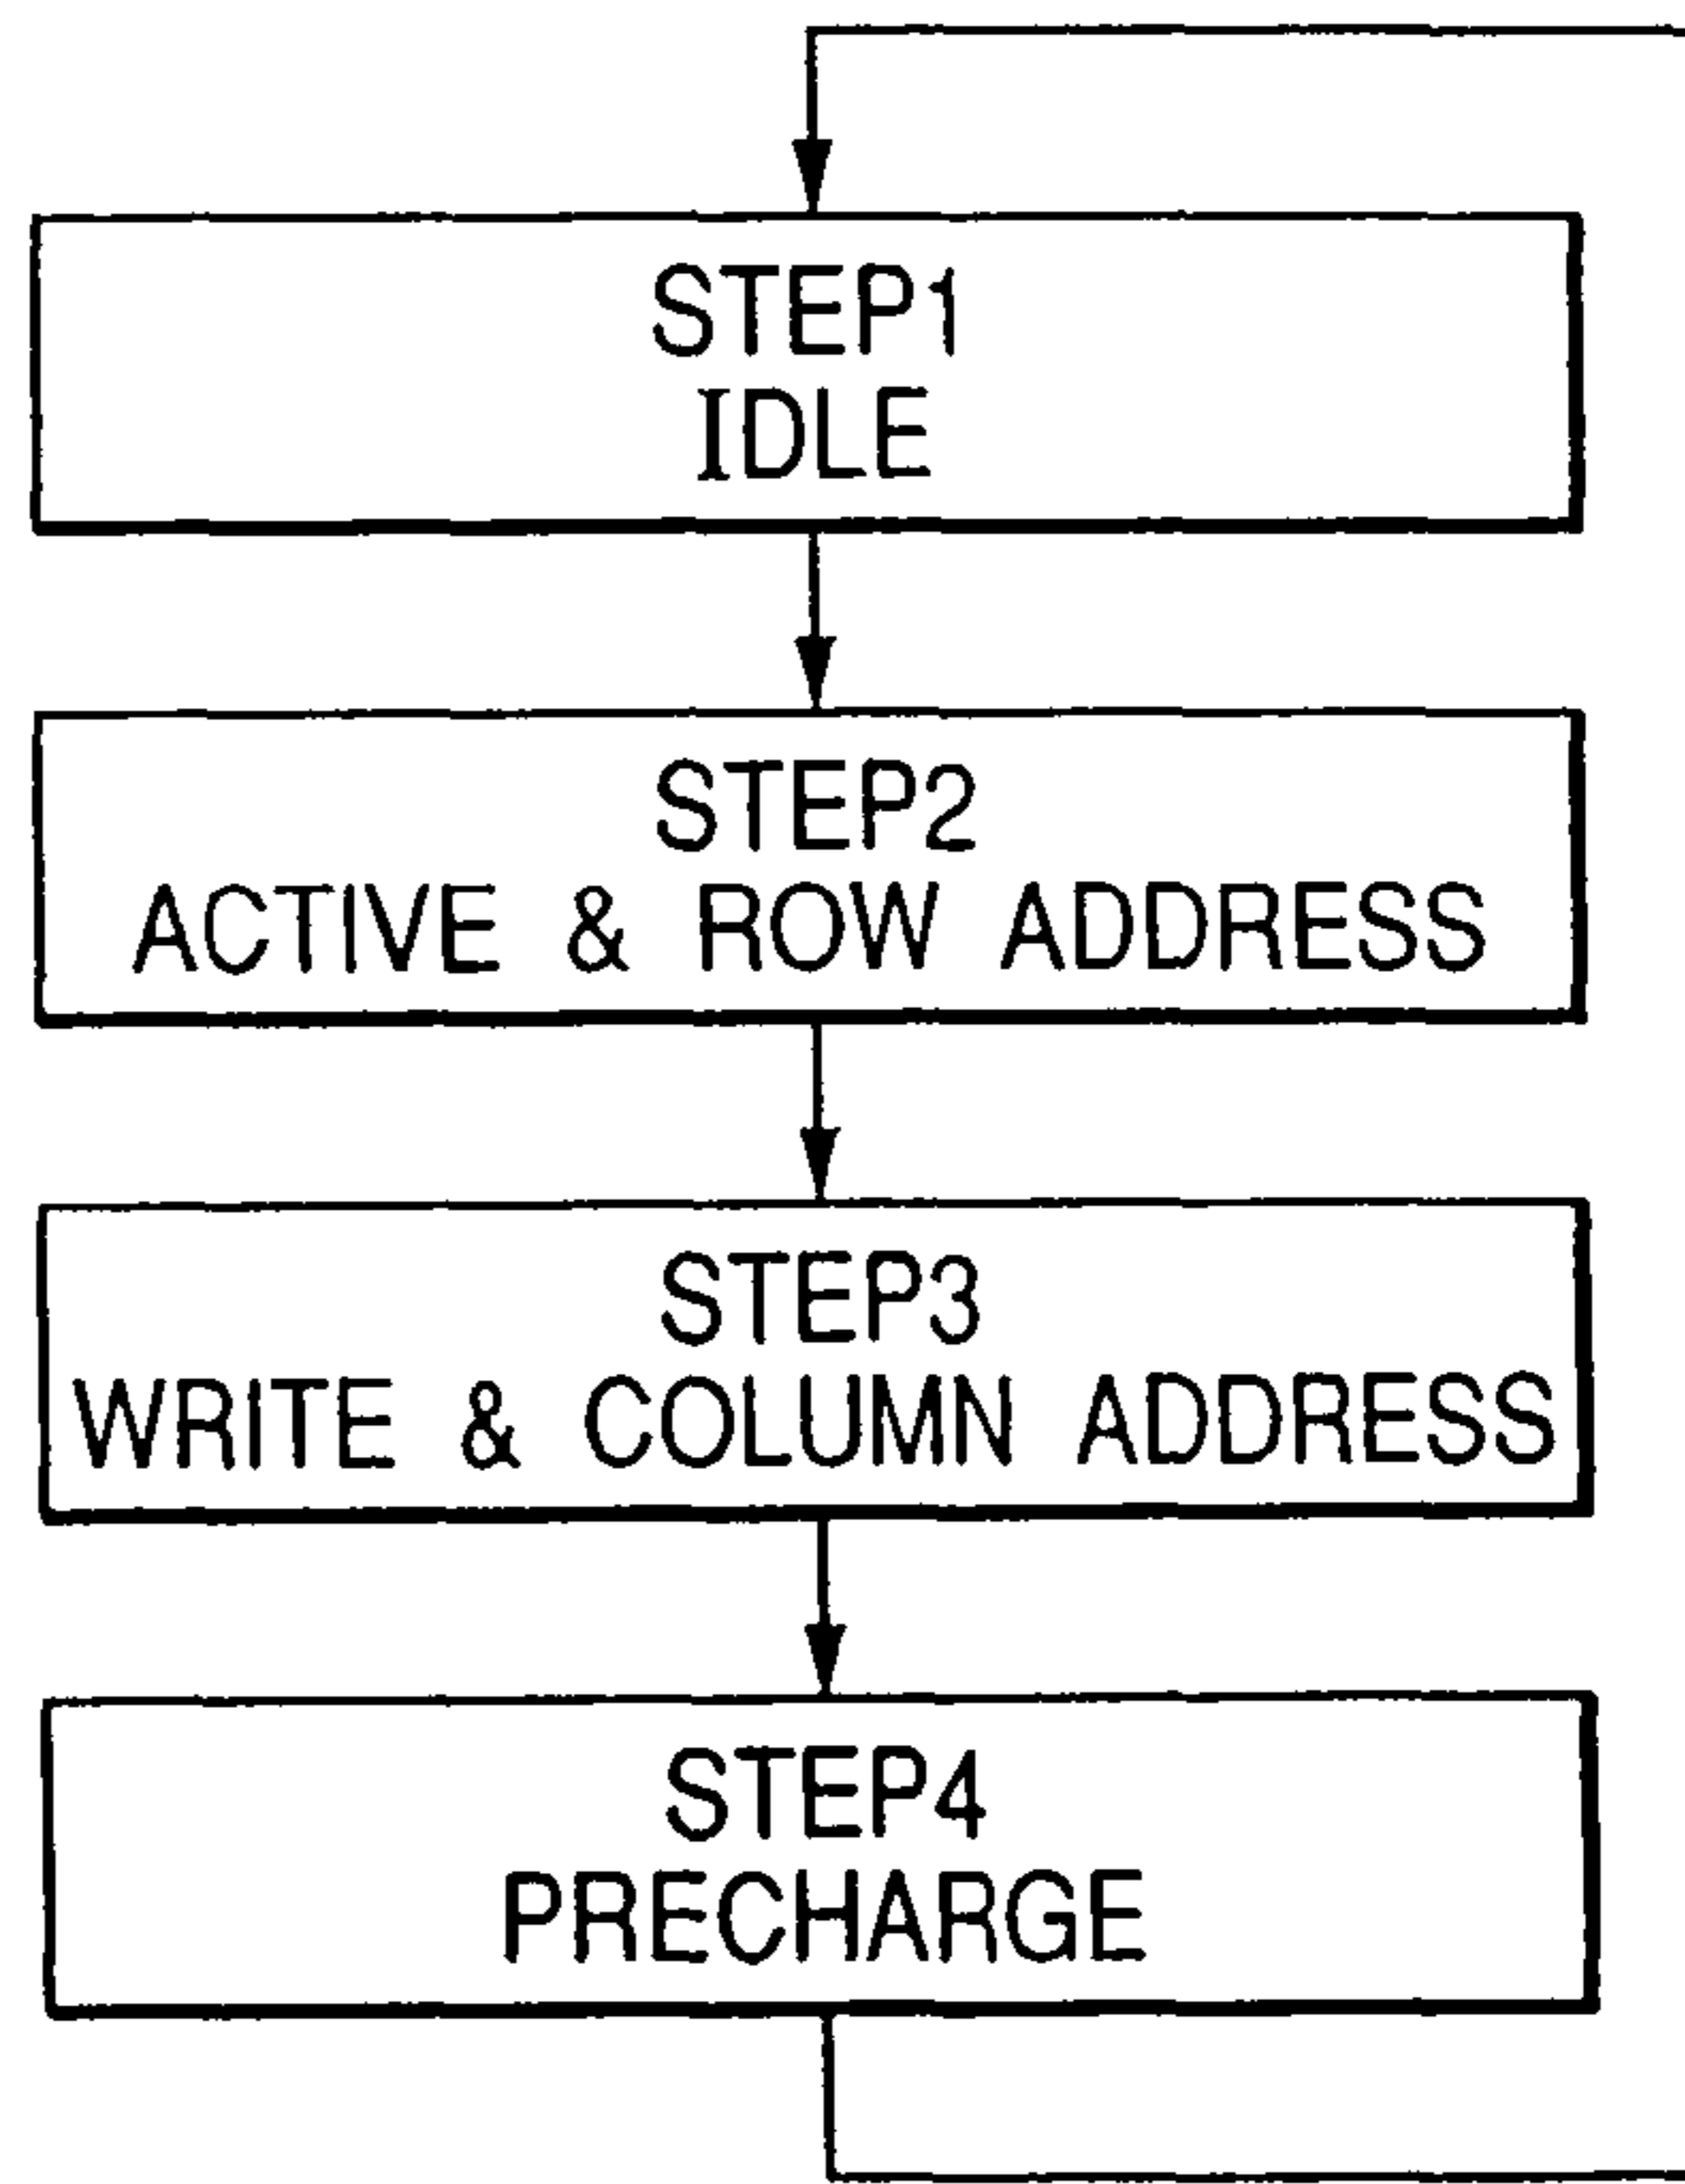 STEP1
IDLE
STEP2
ACTIVE & ROW ADDRESS
STEP3
WRITE & COLUMN ADDRESS
STEP4
PRECHARGE